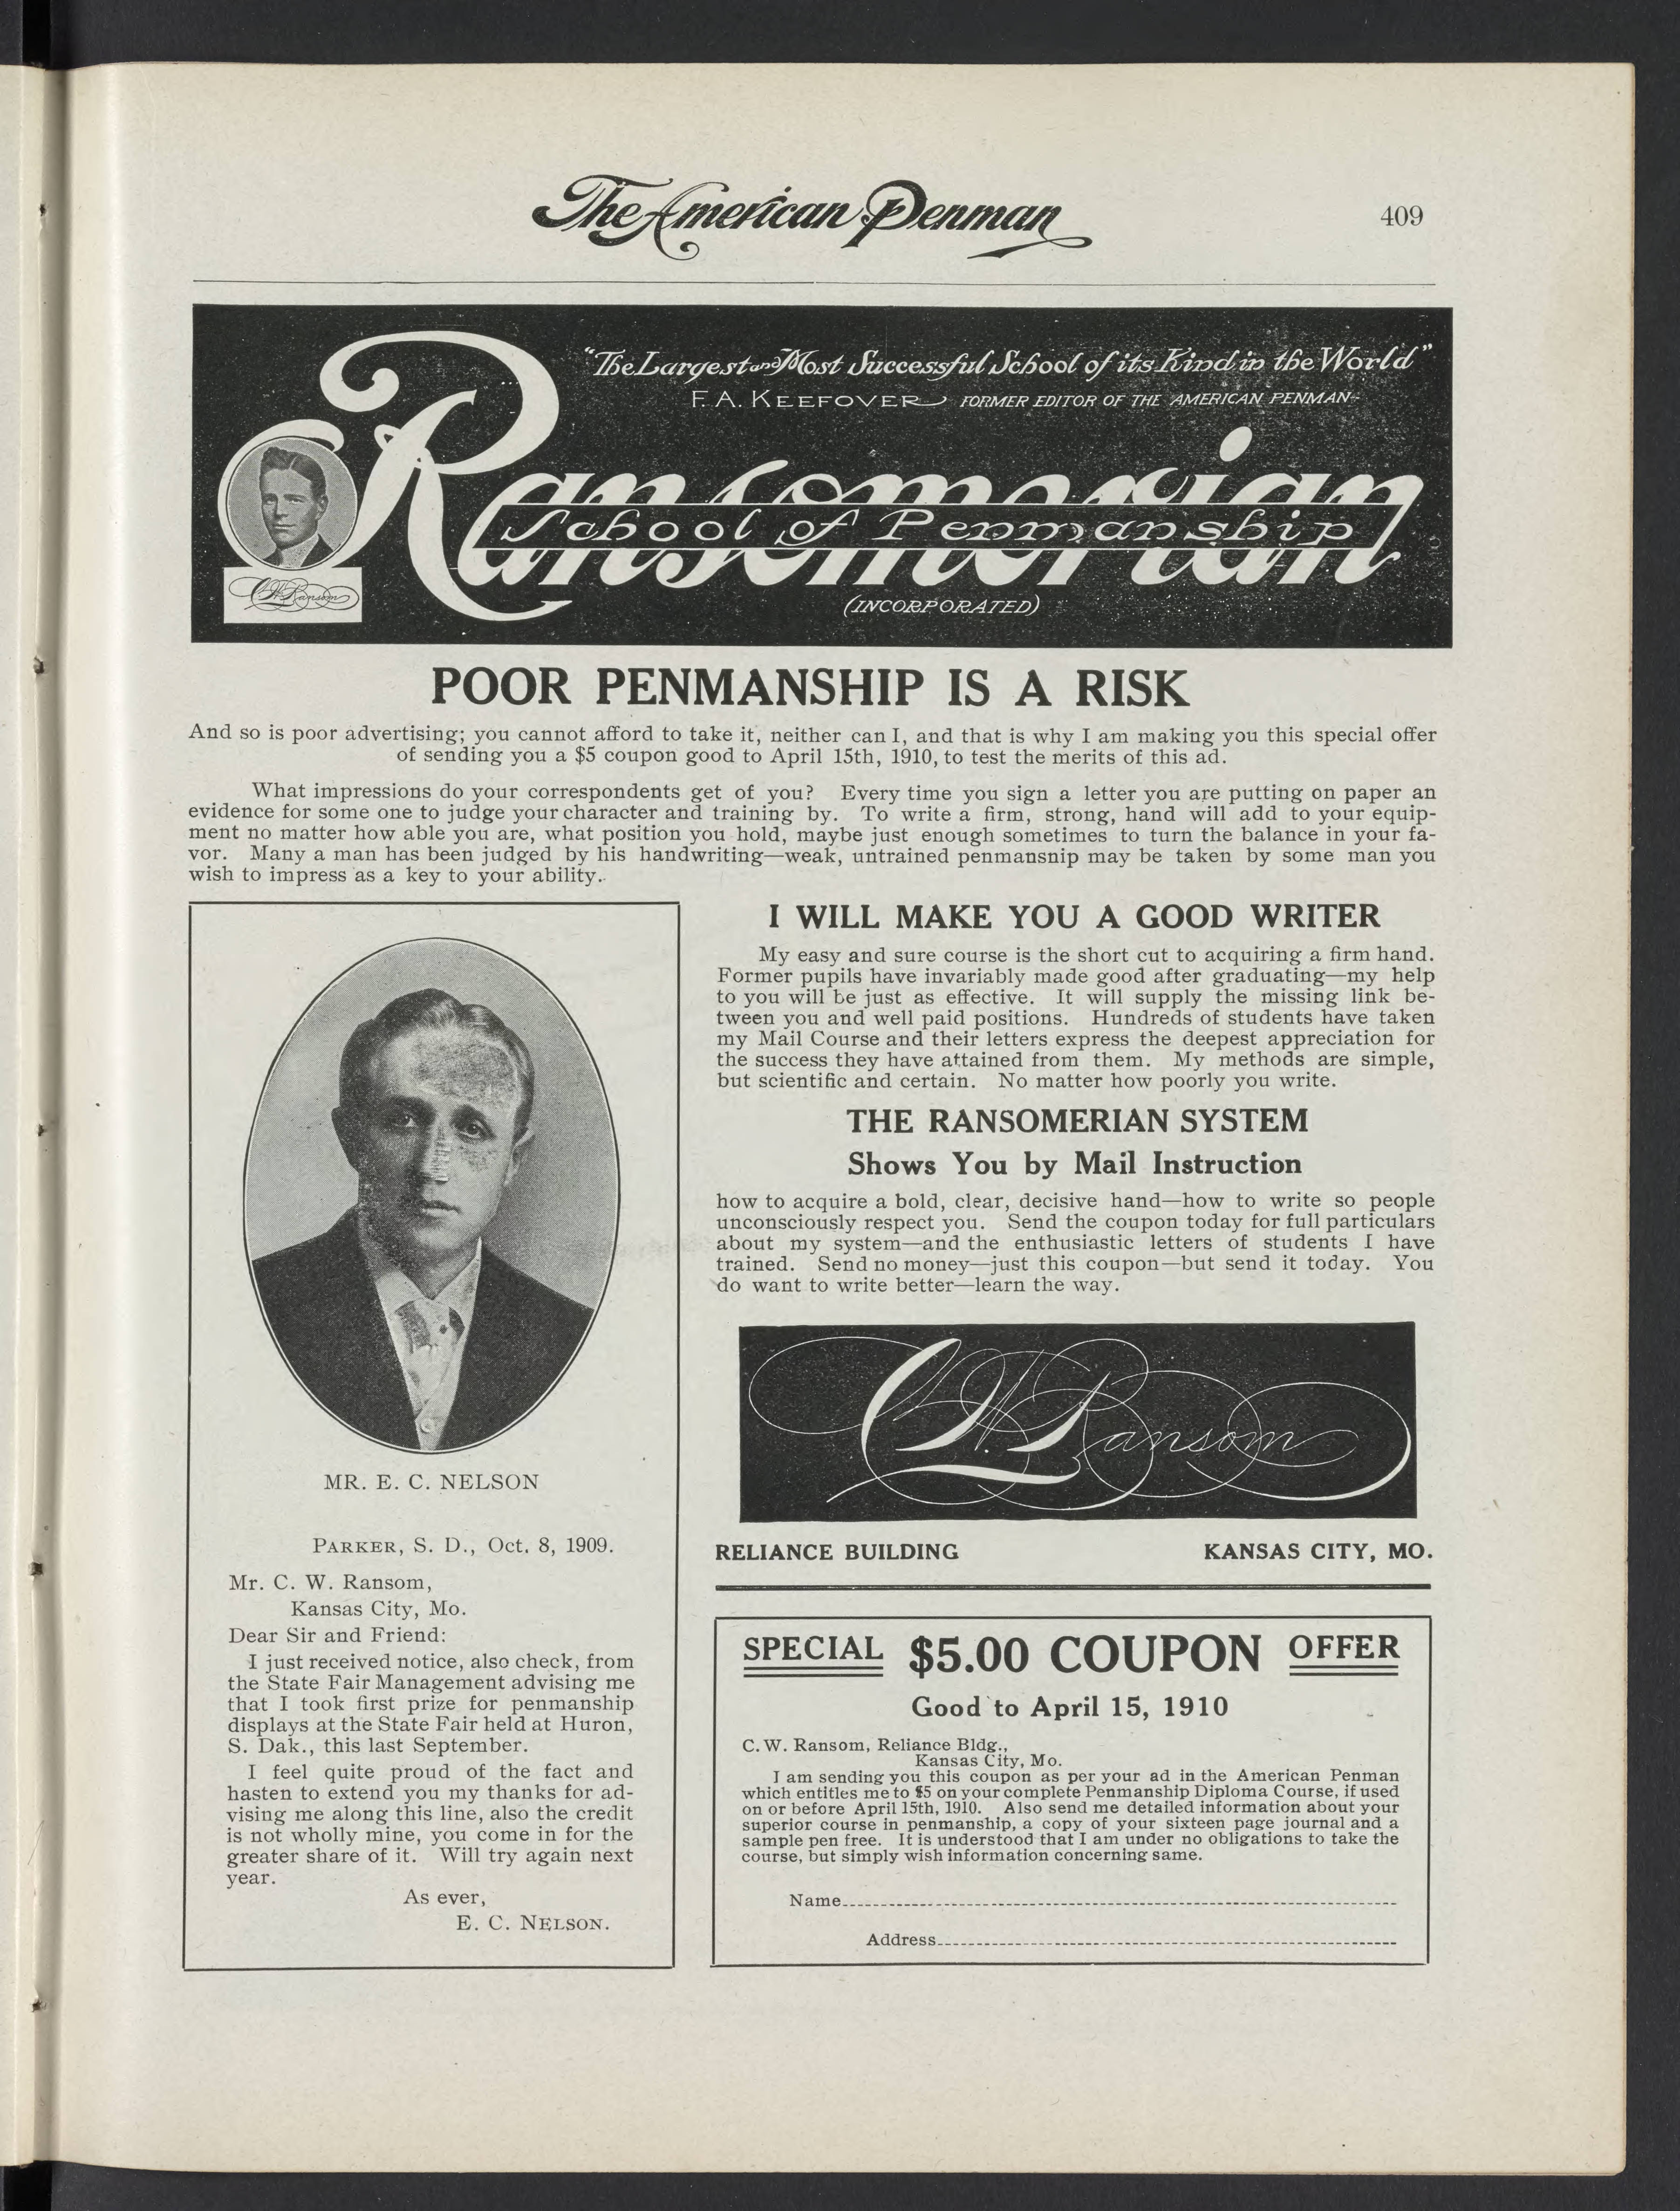 The American Penman
409
"The Largest and Most Successful School of its Kind in the World"
F. A. KEEFOVER FORMER EDITOR OF THE AMERICAN PENMAN
Ransomerian
School of Penmanship
C W Ransom
(INCORPORATED)
POOR PENMANSHIP IS A RISK
And so is poor advertising; you cannot afford to take it, neither can I, and that is why I am making you this special offer
of sending you a $5 coupon good to April 15th, 1910, to test the merits of this ad.
What impressions do your correspondents get of you? Every time you sign a letter you are putting on paper an
evidence for some one to judge your character and training by. To write a firm, strong, hand will add to your equip-
ment no matter how able you are, what position you hold, maybe just enough sometimes to turn the balance in your fa-
vor. Many a man has been judged by his handwriting—weak, untrained penmansnip may be taken by some man you
wish to impress as a key to your ability.
MR. E. C. NELSON
PARKER, S. D., Oct. 8, 1909.
Mr. C. W. Ransom,
Kansas City, Mo.
Dear Sir and Friend:
I just received notice, also check, from
the State Fair Management advising me
that I took first prize for penmanship
displays at the State Fair held at Huron,
S. Dak., this last September.
I feel quite proud of the fact and
hasten to extend you my thanks for ad-
vising me along this line, also the credit
is not wholly mine, you come in for the
greater share of it. Will try again next
year.
As ever,
E. C. NELSON.
I WILL MAKE YOU A GOOD WRITER
My easy and sure course is the short cut to acquiring a firm hand.
Former pupils have invariably made good after graduating—my help
to you will be just as effective. It will supply the missing link be-
tween you and well paid positions. Hundreds of students have taken
my Mail Course and their letters express the deepest appreciation for
the success they have attained from them. My methods are simple,
but scientific and certain. No matter how poorly you write.
THE RANSOMERIAN SYSTEM
Shows You by Mail Instruction
how to acquire a bold, clear, decisive hand—how to write so people
unconsciously respect you. Send the coupon today for full particulars
about my system—and the enthusiastic letters of students I have
trained. Send no money—just this coupon—but send it today. You
do want to write better—learn the way.
C. W. Ransom
RELIANCE BUILDING KANSAS CITY, MO.
SPECIAL $5.00 COUPON OFFER
Good to April 15, 1910
C. W. Ransom, Reliance Bldg.,
Kansas City, Mo.
I am sending you this coupon as per your ad in the American Penman
which entitles me to $5 on your complete Penmanship Diploma Course, if used
on or before April 15th, 1910. Also send me detailed information about your
superior course in penmanship, a copy of your sixteen page journal and a
sample pen free. It is understood that I am under no obligations to take the
course, but simply wish information concerning same.
Name
Address